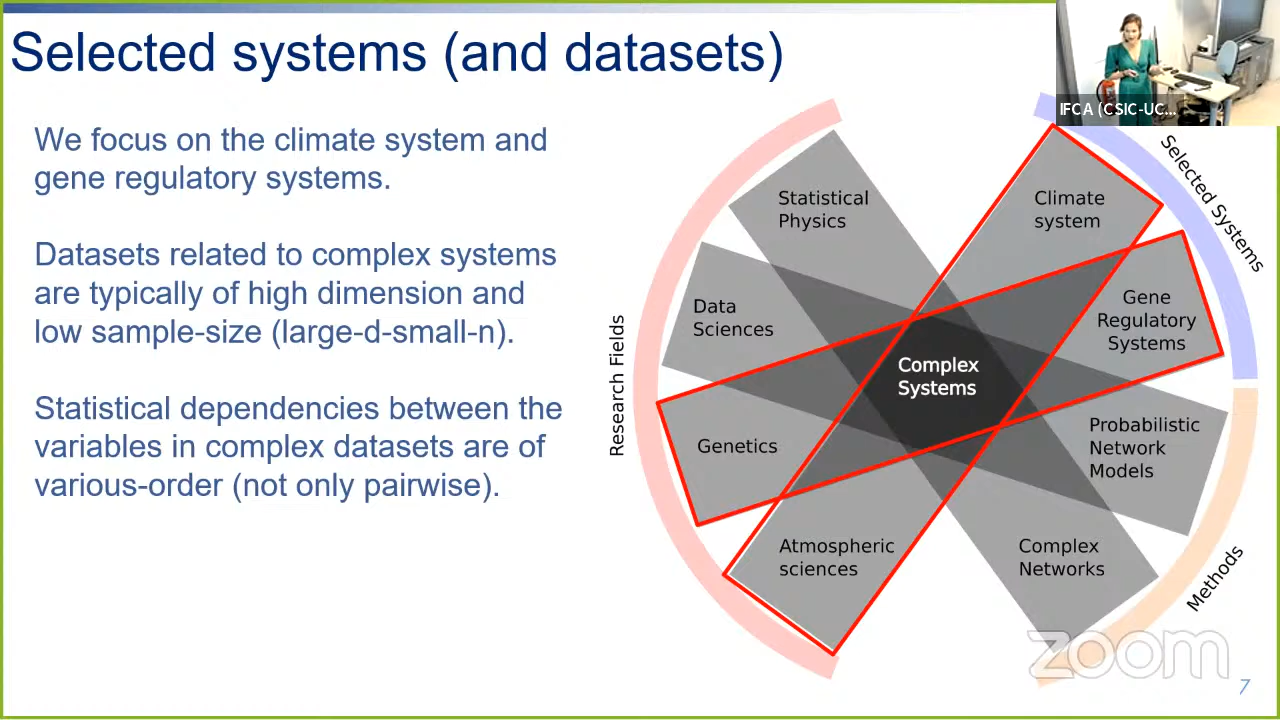 Selected systems (and datasets)
IFCA (CSIC-UC...
We focus on the climate system and
gene regulatory systems.
Datasets related to complex systems
are typically of high dimension and
low sample-size (large-d-small-n).
Statistical dependencies between the
variables in complex datasets are of
various-order (not only pairwise).
Research Fields
Statistical
Physics
Data
Sciences
Genetics
Atmospheric
sciences
Complex
Systems
Selected Systems
Climate
system
Gene
Regulatory
Systems
Probabilistic
Network
Models
Complex
Networks
Methods
zoom
7